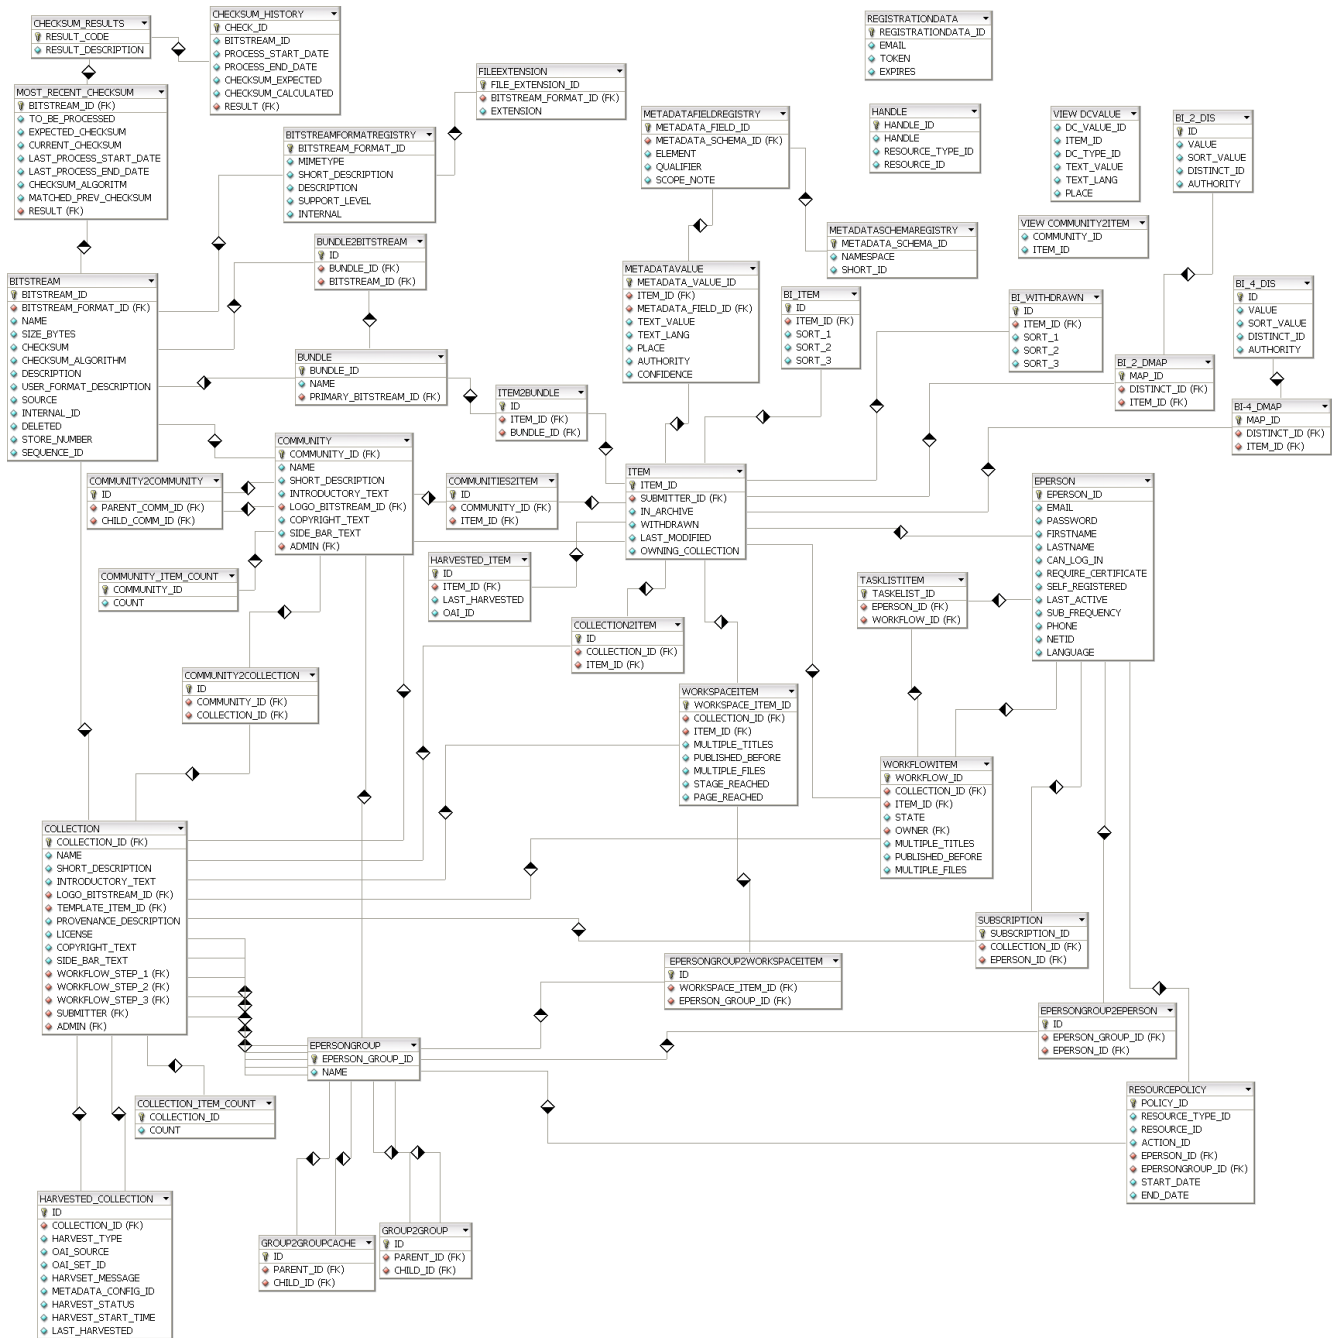 CHECKSUM_RESULTS
RESULT_CODE
RESULT_DESCRIPTION
CHECKSUM_HISTORY
CHECK_ID
BITSTREAM_ID
PROCESS_START_DATE
PROCESS_END_DATE
CHECKSUM_EXPECTED
CHECKSUM_CALCULATED
RESULT (FK)
REGISTRATIONDATA
REGISTRATIONDATA_ID
EMAIL
TOKEN
EXPIRES
MOST_RECENT_CHECKSUM
BITSTREAM_ID (FK)
TO_BE_PROCESSED
EXPECTED_CHECKSUM
CURRENT_CHECKSUM
LAST_PROCESS_START_DATE
LAST_PROCESS_END_DATE
CHECKSUM_ALGORITM
MATCHED_PREV_CHECKSUM
RESULT (FK)
FILEEXTENSION
FILE_EXTENSION_ID
BITSTREAM_FORMAT_ID (FK)
EXTENSION
BITSTREAMFORMATREGISTRY
BITSTREAM_FORMAT_ID
MIMETYPE
SHORT_DESCRIPTION
DESCRIPTION
SUPPORT_LEVEL
INTERNAL
METADATAFIELDREGISTRY
METADATA_FIELD_ID
METADATA_SCHEMA_ID (FK)
ELEMENT
QUALIFIER
SCOPE_NOTE
HANDLE
HANDLE_ID
HANDLE
RESOURCE_TYPE_ID
RESOURCE_ID
VIEW DCVALUE
DC_VALUE_ID
ITEM_ID
DC_TYPE_ID
TEXT_VALUE
TEXT_LANG
PLACE
BI_2_DIS
ID
VALUE
SORT_VALUE
DISTINCT_ID
AUTHORITY
VIEW COMMUNITY2ITEM
COMMUNITY_ID
ITEM_ID
METADATASCHEMAREGISTRY
METADATA_SCHEMA_ID
NAMESPACE
SHORT_ID
BUNDLE2BITSTREAM
ID
BUNDLE_ID (FK)
BITSTREAM_ID (FK)
BITSTREAM
BITSTREAM_ID
BITSTREAM_FORMAT_ID (FK)
NAME
SIZE_BYTES
CHECKSUM
CHECKSUM_ALGORITHM
DESCRIPTION
USER_FORMAT_DESCRIPTION
SOURCE
INTERNAL_ID
DELETED
STORE_NUMBER
SEQUENCE_ID
METADATAVALUE
METADATA_VALUE_ID
ITEM_ID (FK)
METADATA_FIELD_ID (FK)
TEXT_VALUE
TEXT_LANG
PLACE
AUTHORITY
CONFIDENCE
BI_ITEM
ID
ITEM_ID (FK)
SORT_1
SORT_2
SORT_3
BI_WITHDRAWN
ID
ITEM_ID (FK)
SORT_1
SORT_2
SORT_3
BI_4_DIS
ID
VALUE
SORT_VALUE
DISTINCT_ID
AUTHORITY
BUNDLE
BUNDLE_ID
NAME
PRIMARY_BITSTREAM_ID (FK)
BI_2_DMAP
MAP_ID
DISTINCT_ID (FK)
ITEM_ID (FK)
ITEM2BUNDLE
ID
ITEM_ID (FK)
BUNDLE_ID (FK)
BI-4_DMAP
MAP_ID
DISTINCT_ID (FK)
ITEM_ID (FK)
COMMUNITY
COMMUNITY_ID (FK)
NAME
SHORT_DESCRIPTION
INTRODUCTORY_TEXT
LOGO_BITSTREAM_ID (FK)
COPYRIGHT_TEXT
SIDE_BAR_TEXT
ADMIN (FK)
COMMUNITY2COMMUNITY
ID
PARENT_COMM_ID (FK)
CHILD_COMM_ID (FK)
COMMUNITIES2ITEM
ID
COMMUNITY_ID (FK)
ITEM_ID (FK)
ITEM
ITEM_ID
SUBMITTER_ID (FK)
IN_ARCHIVE
WITHDRAWN
LAST_MODIFIED
OWNING_COLLECTION
EPERSON
EPERSON_ID
EMAIL
PASSWORD
FIRSTNAME
LASTNAME
CAN_LOG_IN
REQUIRE_CERTIFICATE
SELF_REGISTERED
LAST_ACTIVE
SUB_FREQUENCY
PHONE
NETID
LANGUAGE
HARVESTED_ITEM
ID
ITEM_ID (FK)
LAST_HARVESTED
OAI_ID
COMMUNITY_ITEM_COUNT
COMMUNITY_ID
COUNT
TASKLISTITEM
TASKELIST_ID
EPERSON_ID (FK)
WORKFLOW_ID (FK)
COLLECTION2ITEM
ID
COLLECTION_ID (FK)
ITEM_ID (FK)
COMMUNITY2COLLECTION
ID
COMMUNITY_ID (FK)
COLLECTION_ID (FK)
WORKSPACEITEM
WORKSPACE_ITEM_ID
COLLECTION_ID (FK)
ITEM_ID (FK)
MULTIPLE_TITLES
PUBLISHED_BEFORE
MULTIPLE_FILES
STAGE_REACHED
PAGE_REACHED
WORKFLOWITEM
WORKFLOW_ID
COLLECTION_ID (FK)
ITEM_ID (FK)
STATE
OWNER (FK)
MULTIPLE_TITLES
PUBLISHED_BEFORE
MULTIPLE_FILES
COLLECTION
COLLECTION_ID (FK)
NAME
SHORT_DESCRIPTION
INTRODUCTORY_TEXT
LOGO_BITSTREAM_ID (FK)
TEMPLATE_ITEM_ID (FK)
PROVENANCE_DESCRIPTION
LICENSE
COPYRIGHT_TEXT
SIDE_BAR_TEXT
WORKFLOW_STEP_1 (FK)
WORKFLOW_STEP_2 (FK)
WORKFLOW_STEP_3 (FK)
SUBMITTER (FK)
ADMIN (FK)
SUBSCRIPTION
SUBSCRIPTION_ID
COLLECTION_ID (FK)
EPERSON_ID (FK)
EPERSONGROUP2WORKSPACEITEM
ID
WORKSPACE_ITEM_ID (FK)
EPERSON_GROUP_ID (FK)
EPERSONGROUP2EPERSON
ID
EPERSON_GROUP_ID (FK)
EPERSON_ID (FK)
EPERSONGROUP
EPERSON_GROUP_ID
NAME
RESOURCEPOLICY
POLICY_ID
RESOURCE_TYPE_ID
RESOURCE_ID
ACTION_ID
EPERSON_ID (FK)
EPERSONGROUP_ID (FK)
START_DATE
END_DATE
COLLECTION_ITEM_COUNT
COLLECTION_ID
COUNT
HARVESTED_COLLECTION
ID
COLLECTION_ID (FK)
HARVEST_TYPE
OAI_SOURCE
OAI_SET_ID
HARVSET_MESSAGE
METADATA_CONFIG_ID
HARVEST_STATUS
HARVEST_START_TIME
LAST_HARVESTED
GROUP2GROUPCACHE
ID
PARENT_ID (FK)
CHILD_ID (FK)
GROUP2GROUP
ID
PARENT_ID (FK)
CHILD_ID (FK)